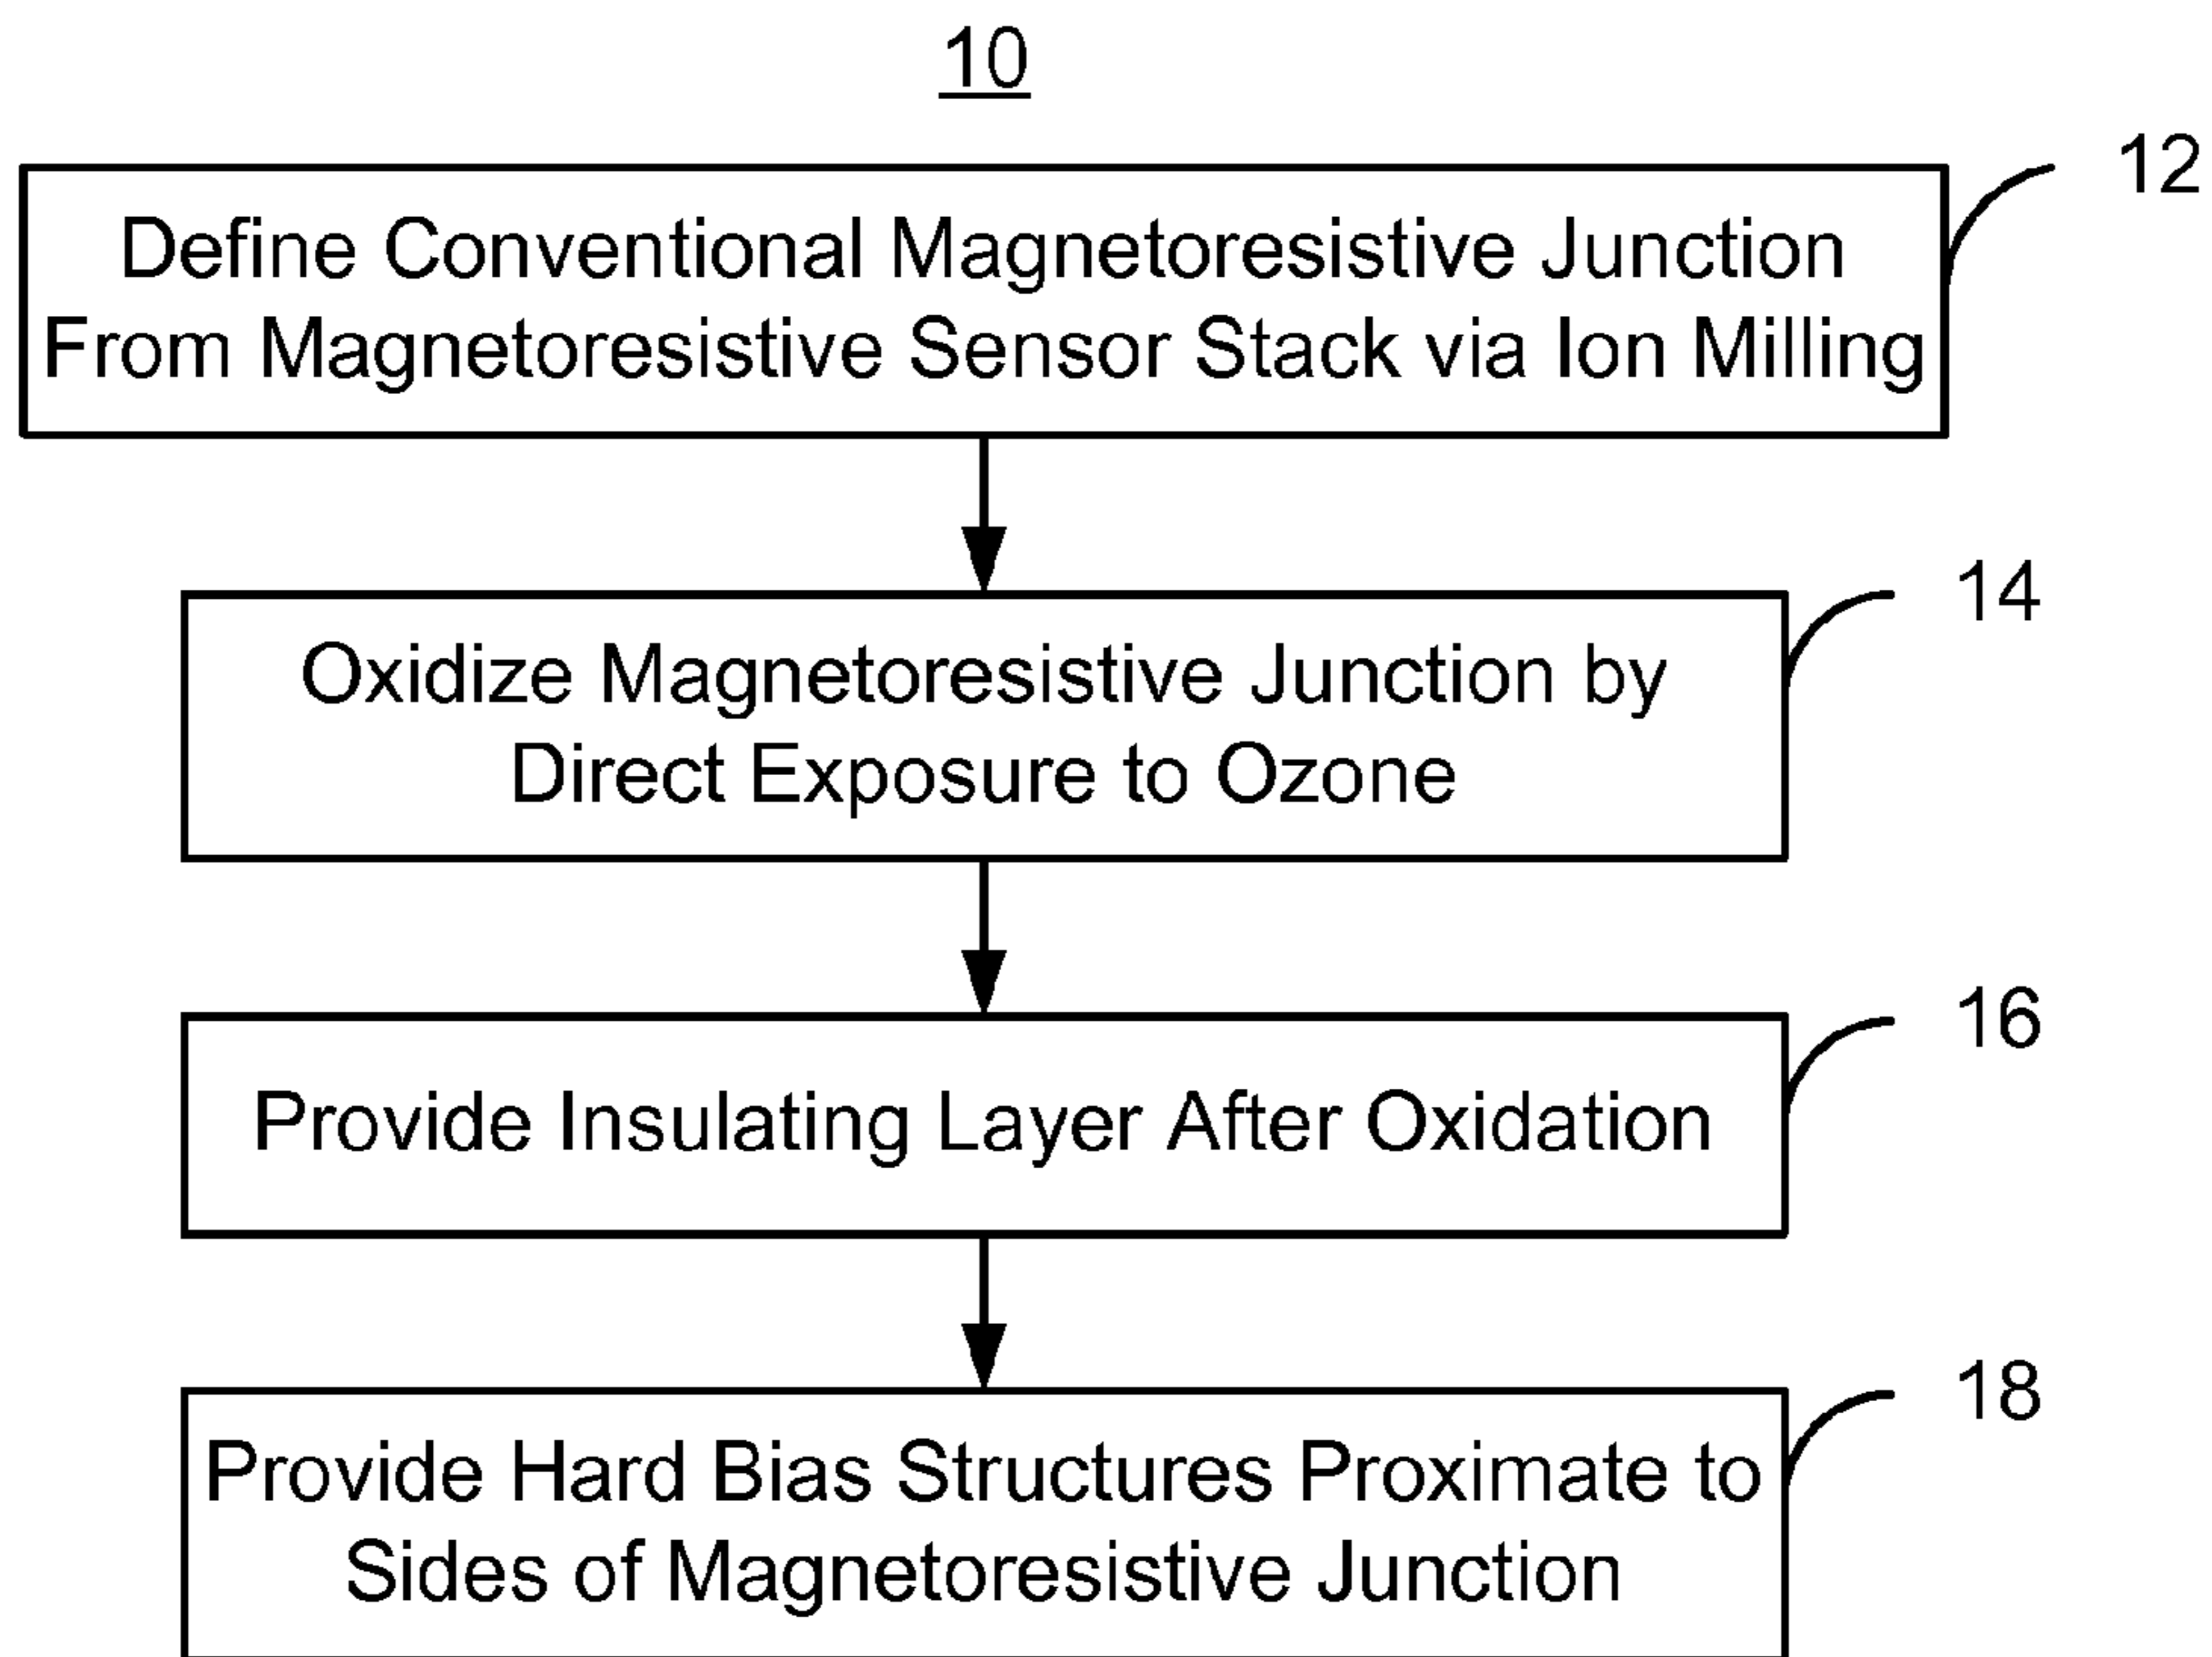 10
12
Define Conventional Magnetoresistive Junction
From Magnetoresistive Sensor Stack via Ion Milling
14
Oxidize Magnetoresistive Junction by
Direct Exposure to Ozone
16
Provide Insulating Layer After Oxidation
18
Provide Hard Bias Structures Proximate to
Sides of Magnetoresistive Junction